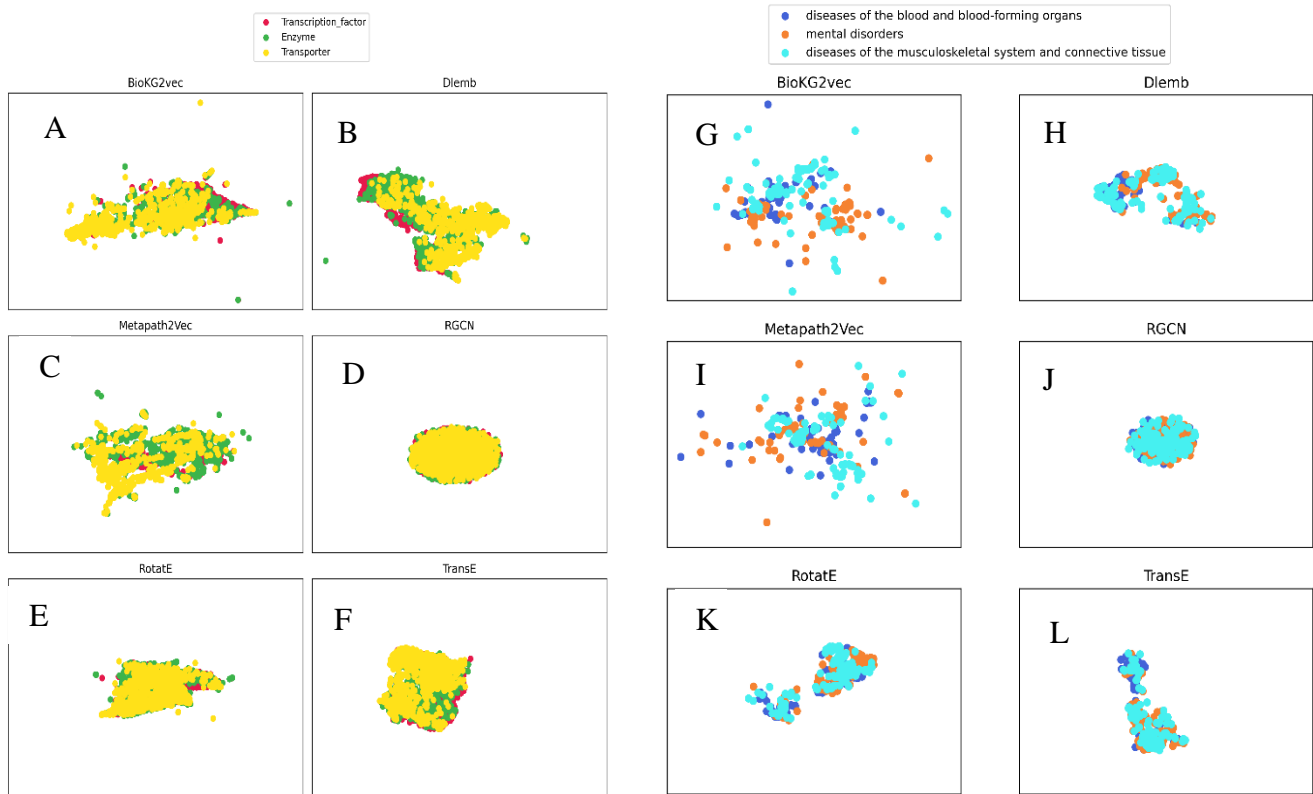 Transcription_factor
Enzyme
Transporter
diseases of the blood and blood-forming organs
mental disorders
diseases of the musculoskeletal system and connective tissue
BioKG2vec
Dlemb
BioKG2vec
Dlemb
A
B
G
H
Metapath2Vec
RGCN
Metapath2Vec
RGCN
C
D
I
J
RotatE
TransE
RotatE
TransE
E
F
K
L